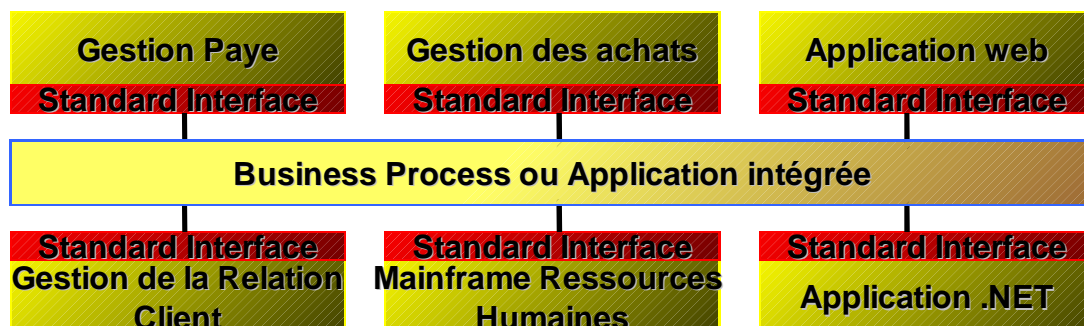 Gestion Paye
Gestion des achats
Application web
Standard Interface
Standard Interface
Standard Interface
Business Process ou Application intégrée
Standard Interface
Standard Interface
Standard Interface
Gestion de la Relation
Client
Mainframe Ressources
Humaines
Application .NET